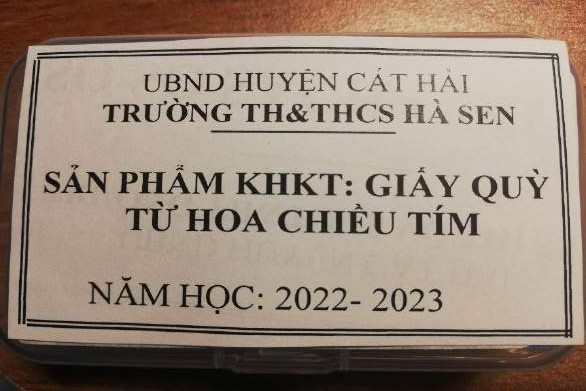 UBND HUYỆN CÁT HẢI
TRƯỜNG TH&THCS HÀ SEN
SẢN PHẨM KHKT: GIẤY QUỲ
TỪ HOA CHIỀU TÍM
NĂM HỌC: 2022- 2023